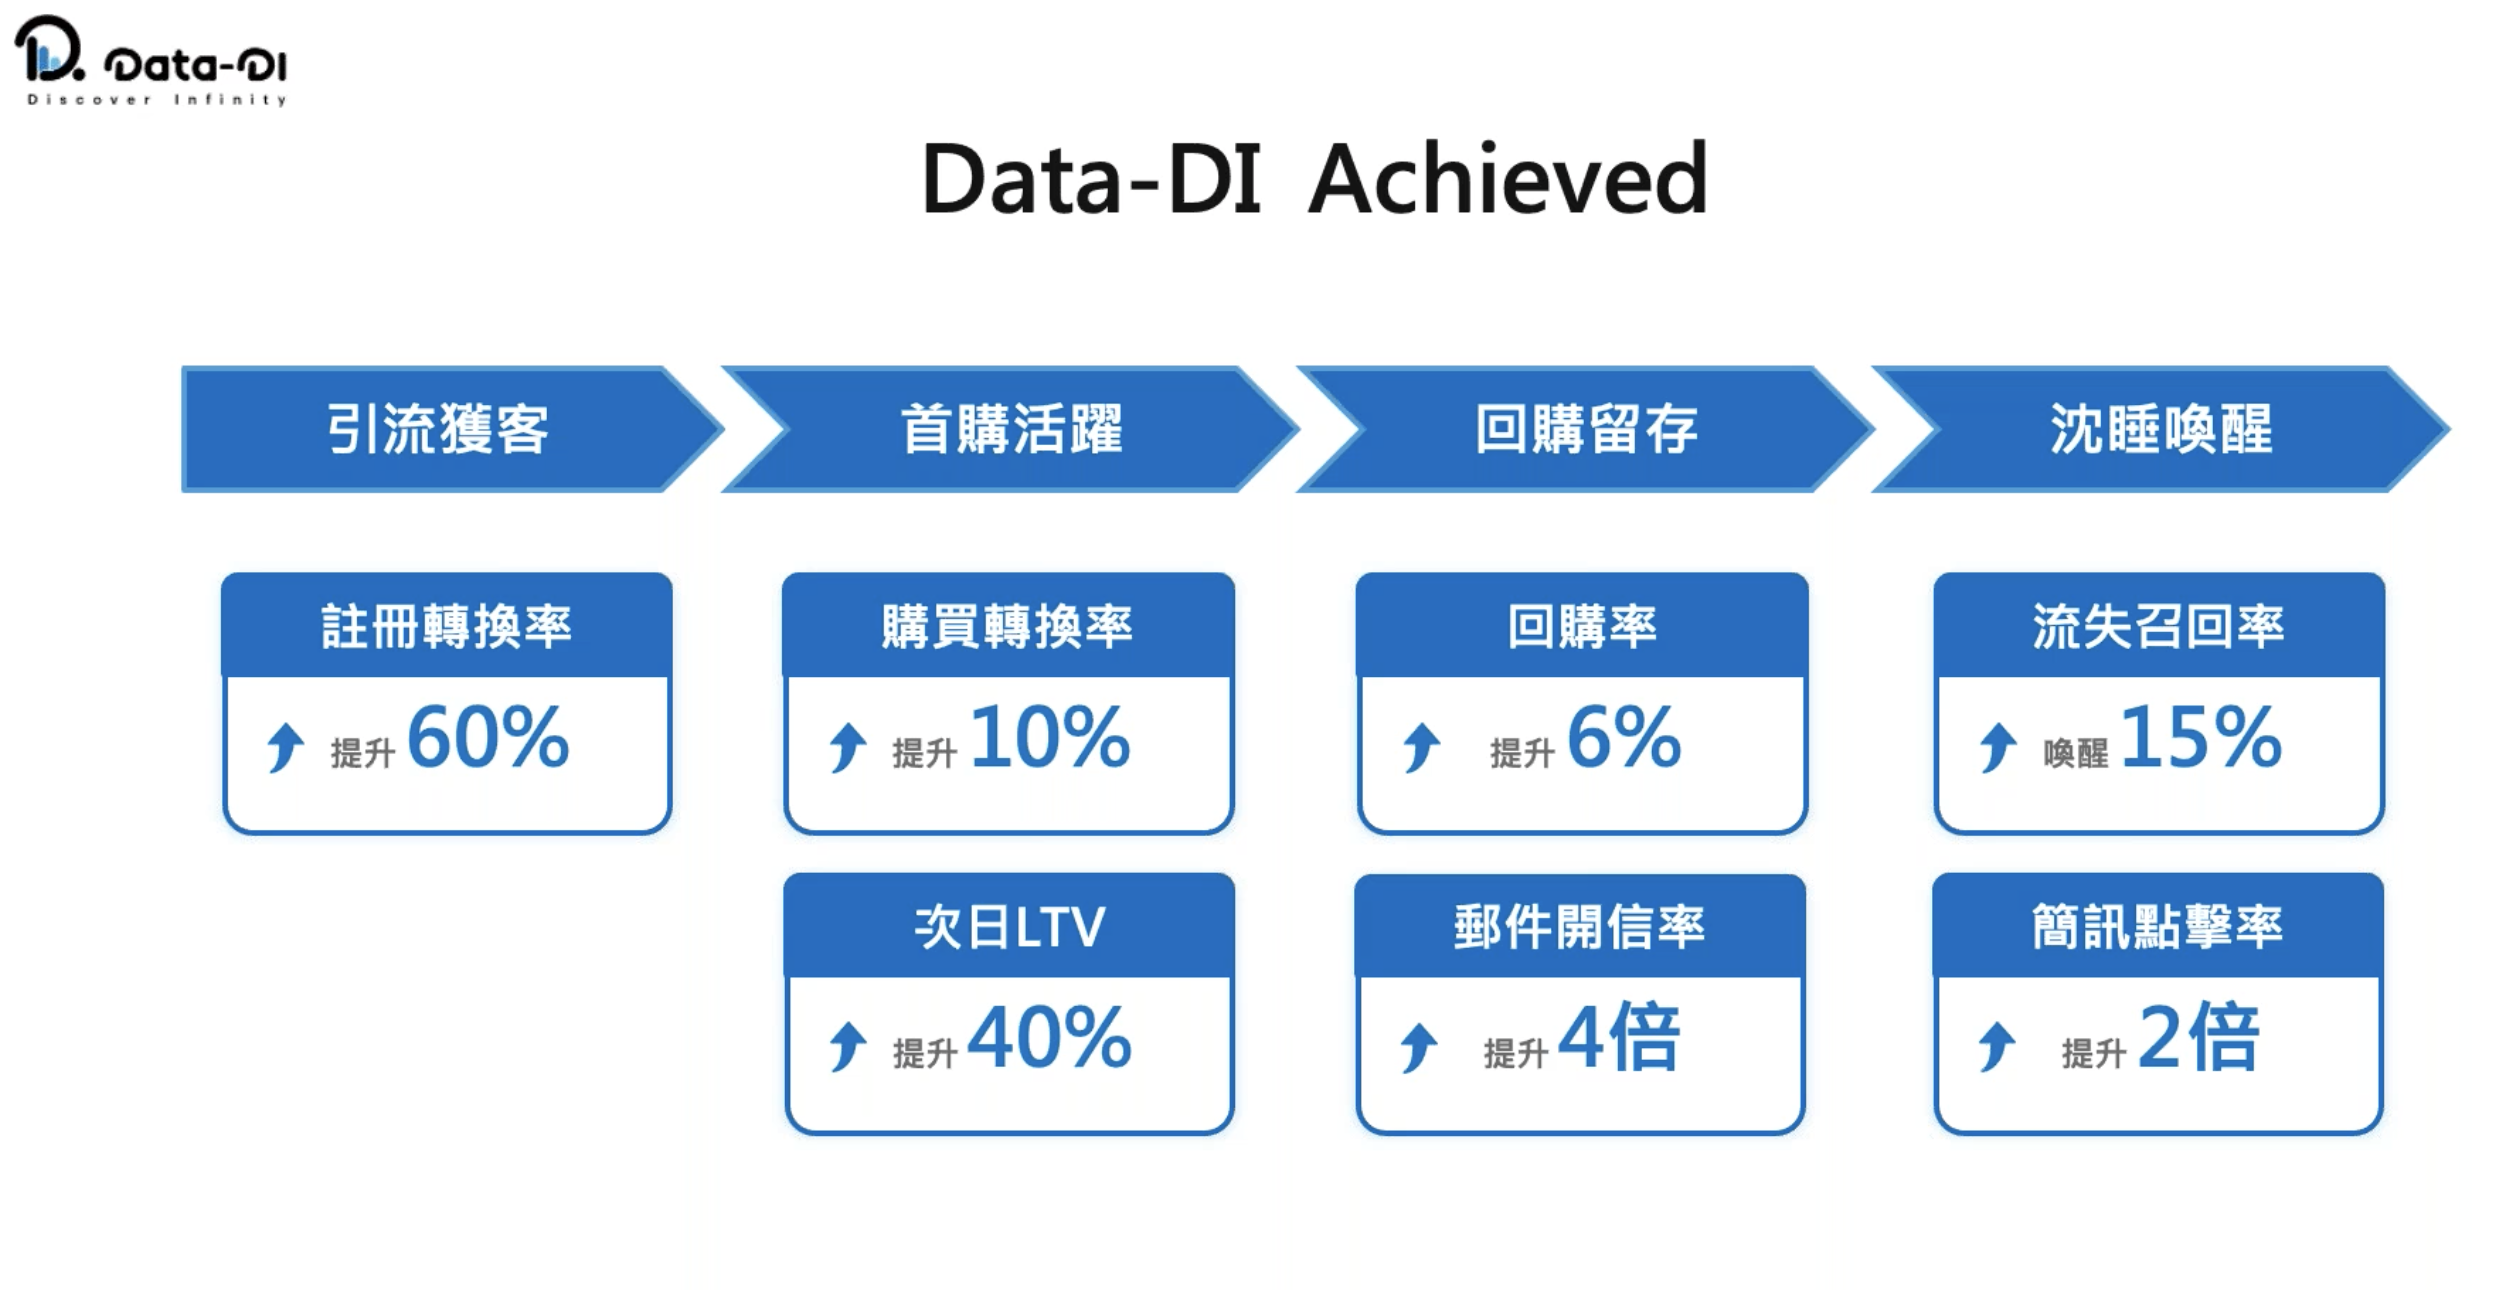 Data-DI
Discover Infinity
Data-DI Achieved
引流獲客
首購活躍
回購留存
沈睡喚醒
註冊轉換率
提升 60%
購買轉換率
提升 10%
回購率
提升 6%
流失召回率
喚醒 15%
次日LTV
提升 40%
郵件開信率
提升 4倍
簡訊點擊率
提升 2倍